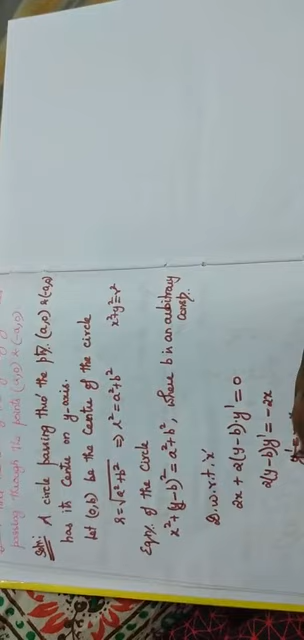 passing through the points (a,0) & (-a,0)
Soln: A circle passing thro' the pts. (a,0) & (-a,0)
has its centre on y-axis.
Let (0,b) be the centre of the circle
r = √a²+b² ⇒ r² = a²+b² x²+y²=r²
Eqn. of the circle
x²+(y-b)² = a²+b², where b is an arbitrary
const.
D.w.r.t. 'x'
2x + 2(y-b).y' = 0
2(y-b)y' = -2x
y' =